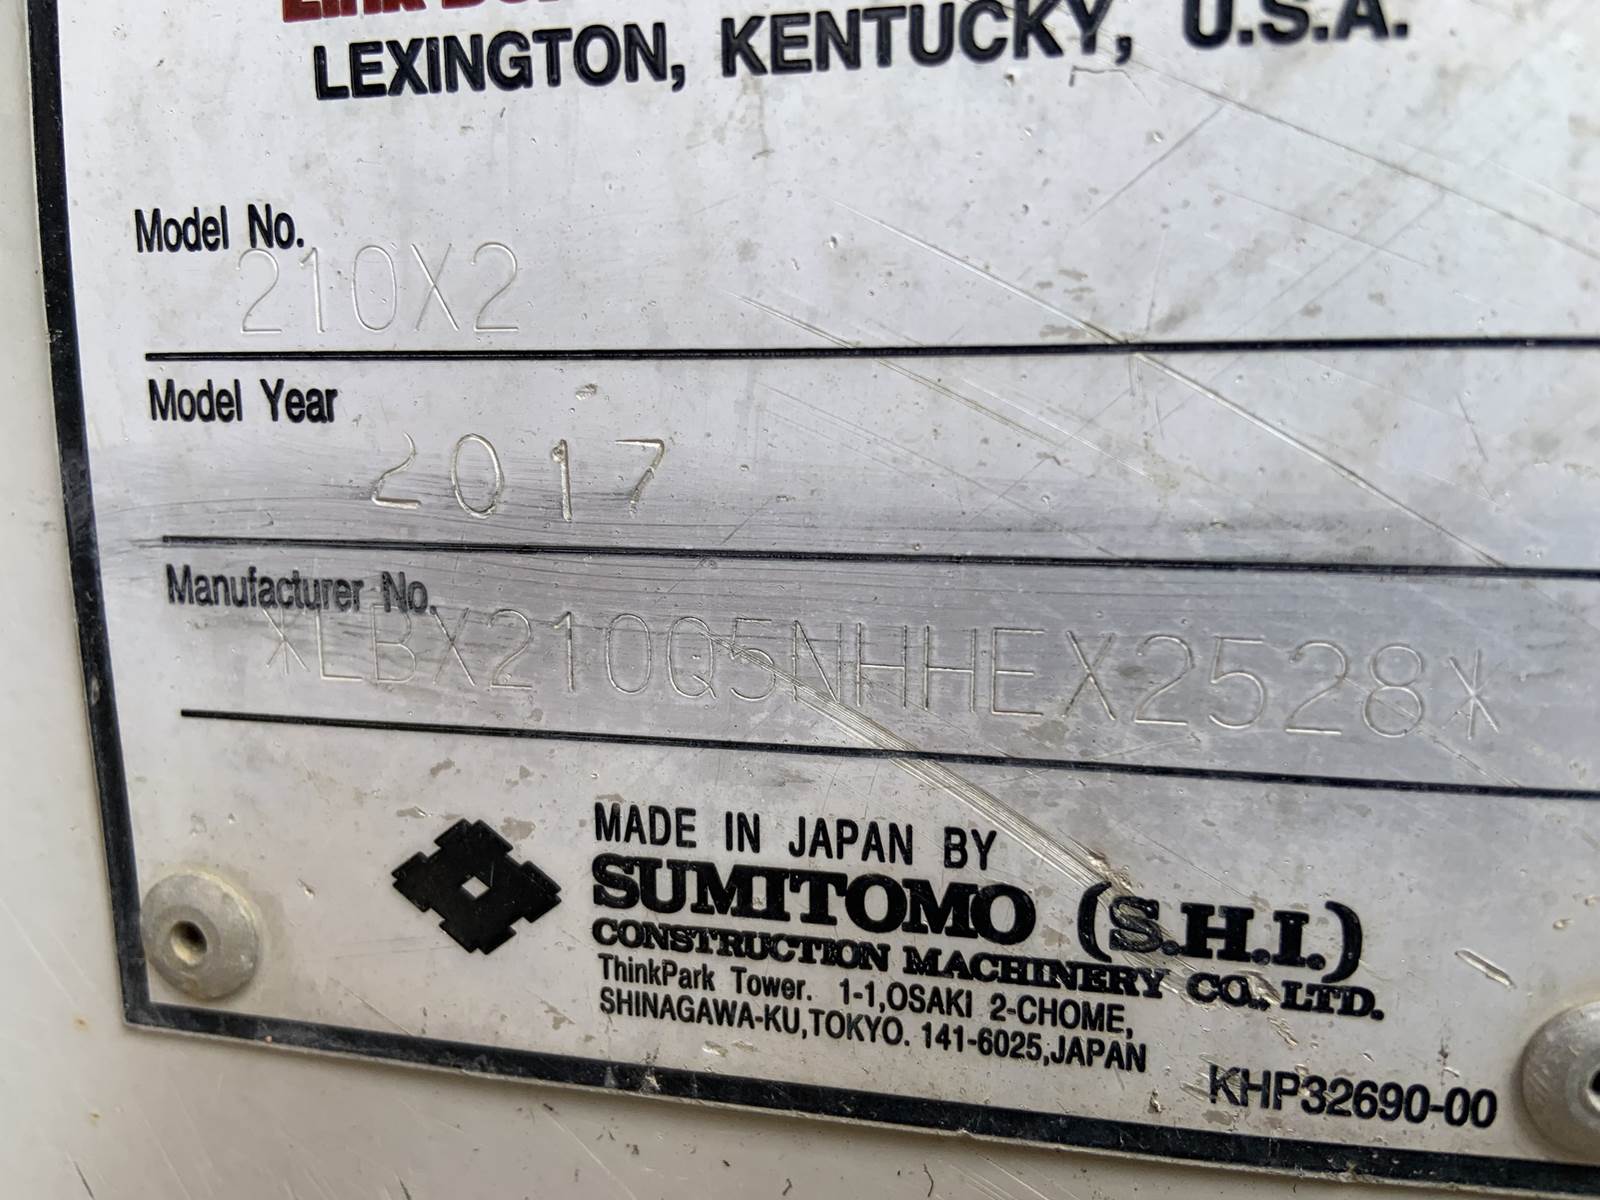 LEXINGTON, KENTUCKY, U.S.A.
Model No.
210X2
Model Year
2017
Manufacturer No.
*LBX210Q5NHHEX2528*
MADE IN JAPAN BY
SUMITOMO (S.H.I.)
CONSTRUCTION MACHINERY CO., LTD.
ThinkPark Tower. 1-1,OSAKI 2-CHOME,
SHINAGAWA-KU,TOKYO. 141-6025,JAPAN
KHP32690-00